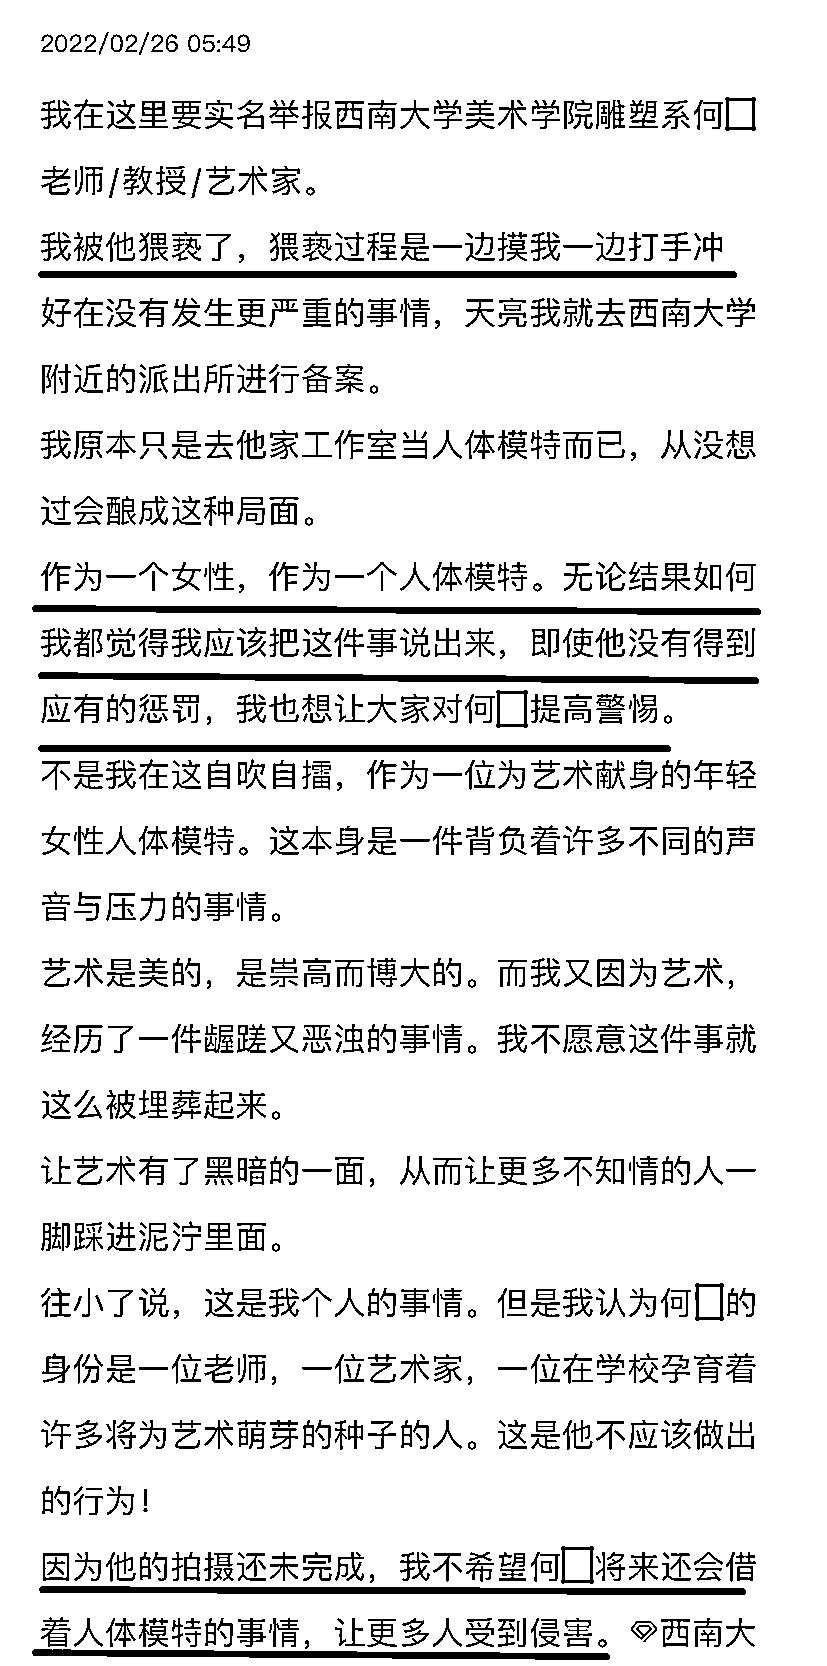 2022/02/26 05:49
我在这里要实名举报西南大学美术学院雕塑系何□
老师/教授/艺术家。
我被他猥亵了，猥亵过程是一边摸我一边打手冲
好在没有发生更严重的事情，天亮我就去西南大学
附近的派出所进行备案。
我原本只是去他家工作室当人体模特而已，从没想
过会酿成这种局面。
作为一个女性，作为一个人体模特。无论结果如何
我都觉得我应该把这件事说出来，即使他没有得到
应有的惩罚，我也想让大家对何□提高警惕。
不是我在这自吹自擂，作为一位为艺术献身的年轻
女性人体模特。这本身是一件背负着许多不同的声
音与压力的事情。
艺术是美的，是崇高而博大的。而我又因为艺术，
经历了一件龌蹉又恶浊的事情。我不愿意这件事就
这么被埋葬起来。
让艺术有了黑暗的一面，从而让更多不知情的人一
脚踩进泥泞里面。
往小了说，这是我个人的事情。但是我认为何□的
身份是一位老师，一位艺术家，一位在学校孕育着
许多将为艺术萌芽的种子的人。这是他不应该做出
的行为!
因为他的拍摄还未完成，我不希望何□将来还会借
着人体模特的事情，让更多人受到侵害。西南大